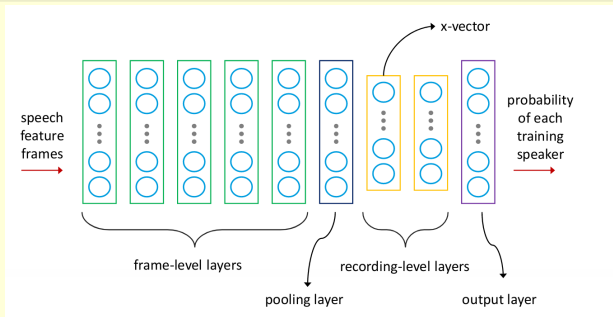 x-vector
speech
feature
frames
probability
of each
training
speaker
frame-level layers
recording-level layers
pooling layer
output layer